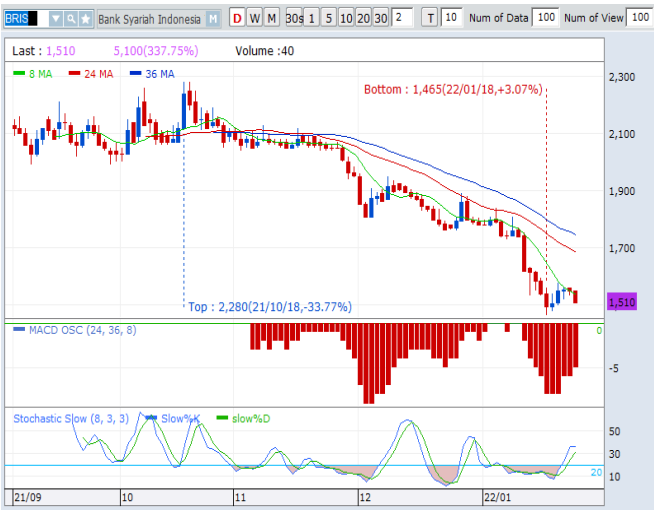 BRIS Bank Syariah Indonesia M D W M 30s 1 5 10 20 30 2 T 10 Num of Data 100 Num of View 100
Last : 1,510 5,100(337.75%) Volume :40
8 MA 24 MA 36 MA
Bottom : 1,465(22/01/18,+3.07%)
Top : 2,280(21/10/18,-33.77%)
2,300
2,100
1,900
1,700
1,510
MACD OSC (24, 36, 8)
0
-5
Stochastic Slow (8, 3, 3) Slow%K slow%D
50
30
20
10
21/09 10 11 12 22/01